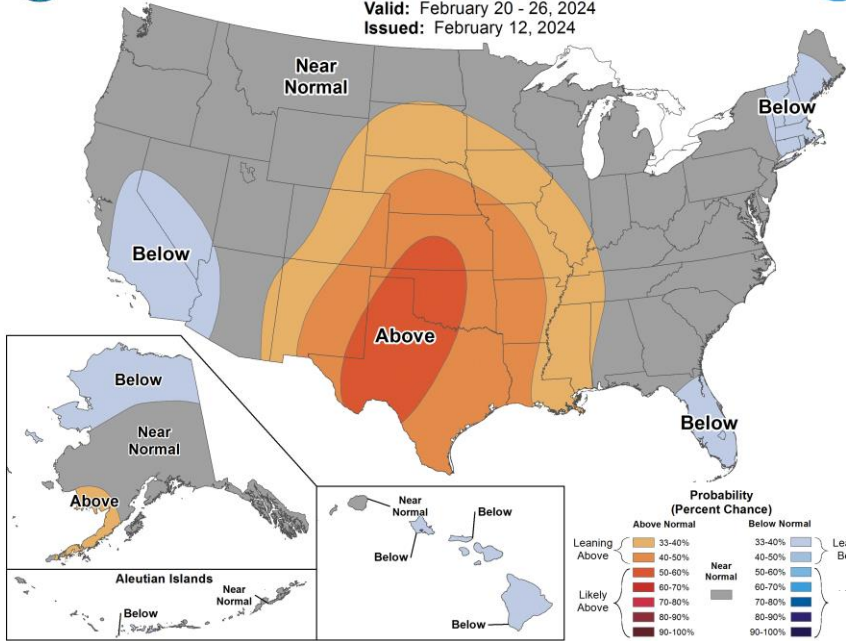 Valid: February 20 - 26, 2024
Issued: February 12, 2024
Near
Normal
Below
Below
Above
Below
Below
Near
Normal
Above
Aleutian Islands
Near
Normal
Below
Near
Normal
Below
Below
Below
Probability
(Percent Chance)
Above Normal
Below Normal
Leaning
Above
33-40%
40-50%
50-60%
60-70%
70-80%
80-90%
90-100%
Likely
Above
Near
Normal
33-40%
40-50%
50-60%
60-70%
70-80%
80-90%
90-100%